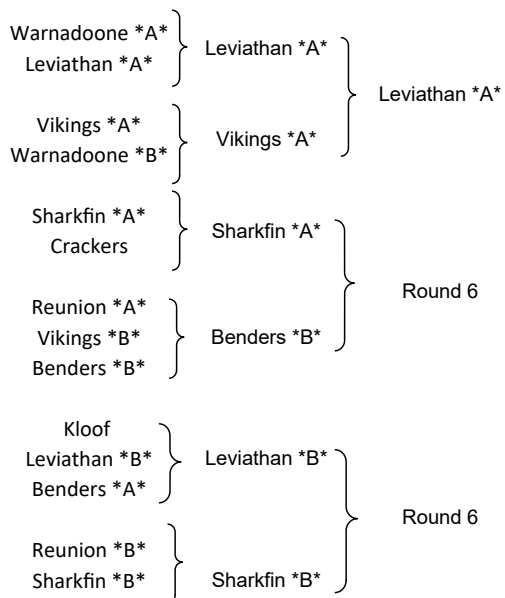 Warnadoone *A*
Leviathan *A*
Leviathan *A*
Leviathan *A*
Vikings *A*
Warnadoone *B*
Vikings *A*
Sharkfin *A*
Crackers
Sharkfin *A*
Round 6
Reunion *A*
Vikings *B*
Benders *B*
Benders *B*
Kloof
Leviathan *B*
Benders *A*
Leviathan *B*
Round 6
Reunion *B*
Sharkfin *B*
Sharkfin *B*